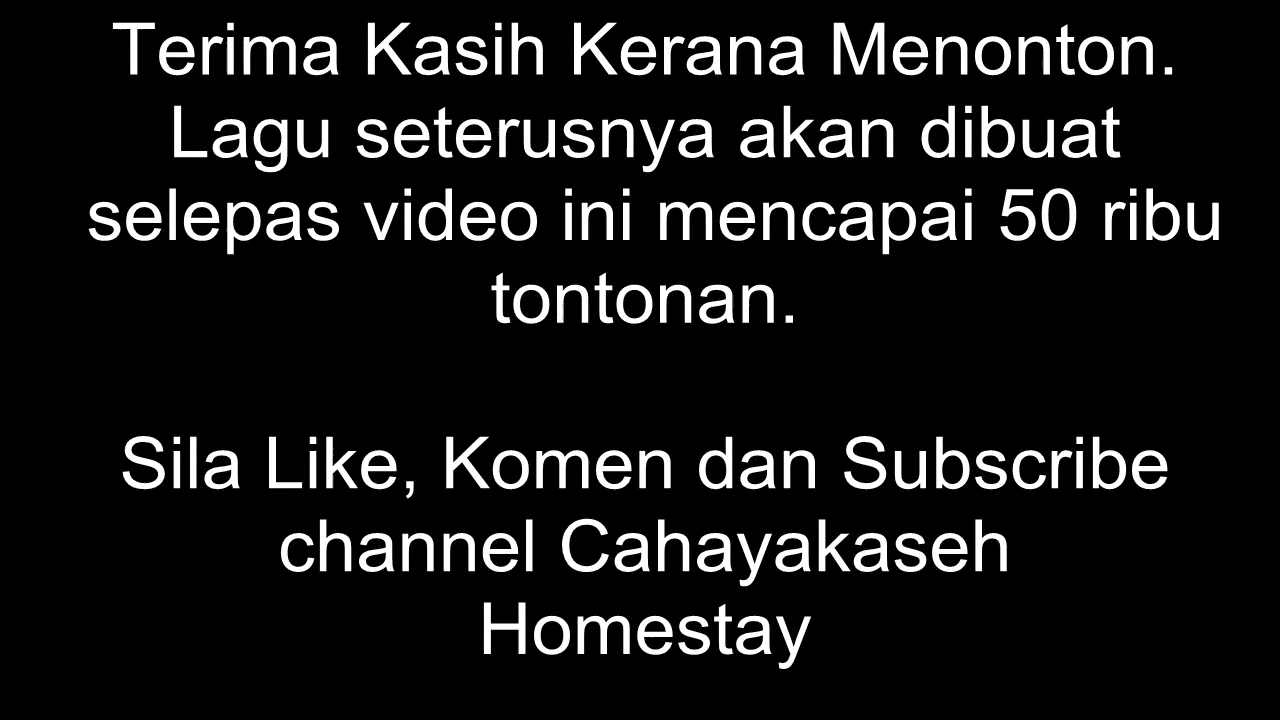 Terima Kasih Kerana Menonton.
Lagu seterusnya akan dibuat
selepas video ini mencapai 50 ribu
tontonan.
Sila Like, Komen dan Subscribe
channel Cahayakaseh
Homestay